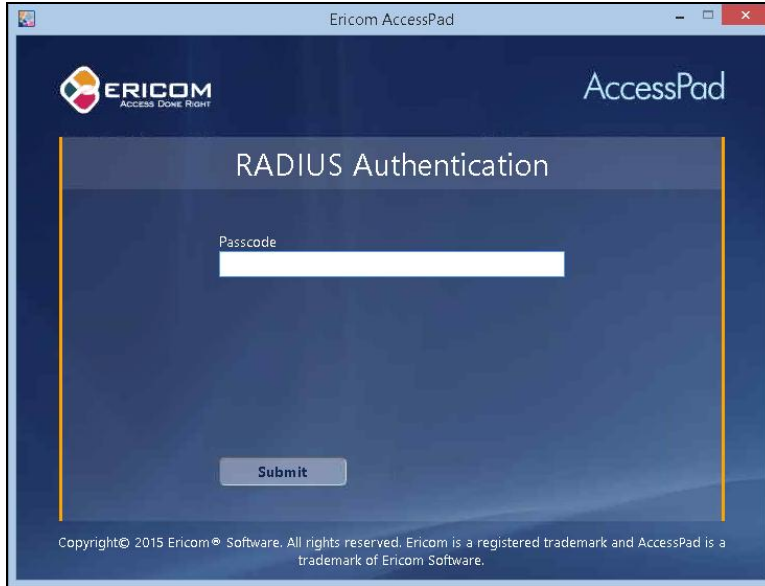 Ericom AccessPad
ERICOM
ACCESS DONE RIGHT
AccessPad
RADIUS Authentication
Passcode
Submit
Copyright© 2015 Ericom® Software. All rights reserved. Ericom is a registered trademark and AccessPad is a
trademark of Ericom Software.